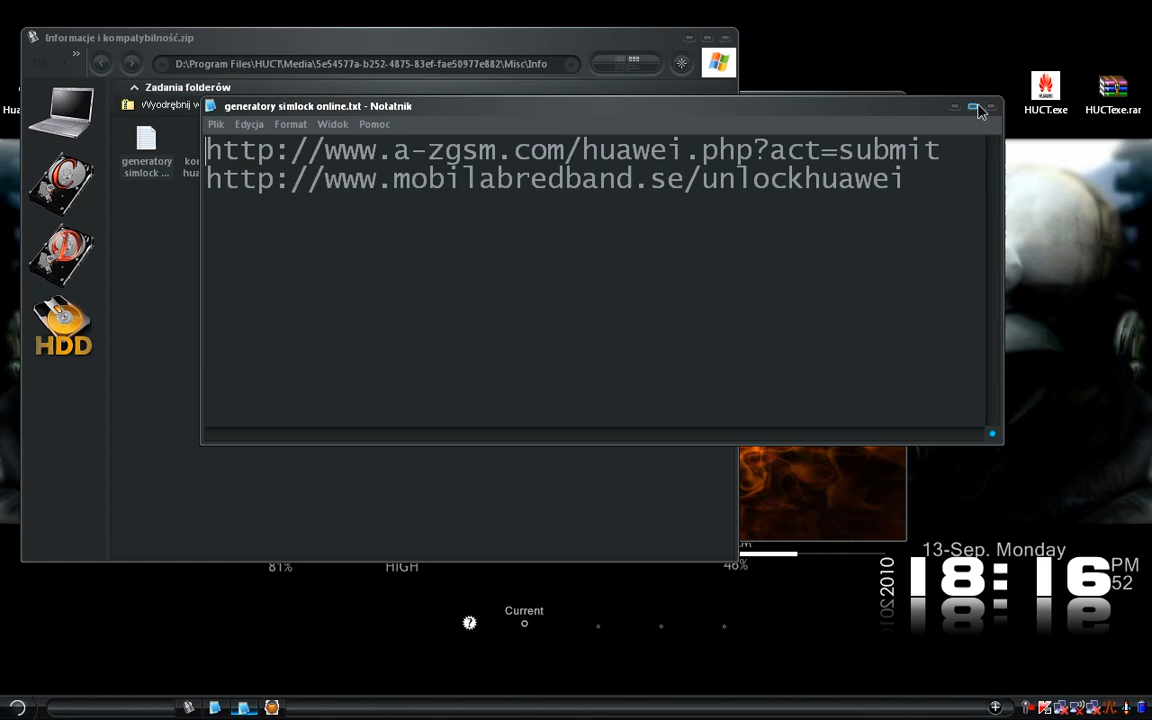 Informacje i kompatybilność.zip
Plik
»
D:\Program Files\HUCT\Media\5e54577a-b252-4875-83ef-fae50977e882\Misc\Info
Zadania folderów
Wyodrębnij
generatory simlock ...
generatory simlock online.txt - Notatnik
Plik Edycja Format Widok Pomoc
http://www.a-zgsm.com/huawei.php?act=submit
http://www.mobilabredband.se/unlockhuawei
HDD
HUCT.exe
HUCTexe.rar
81%
HIGH
46%
Current
13-Sep. Monday
2010
18:16
PM
52